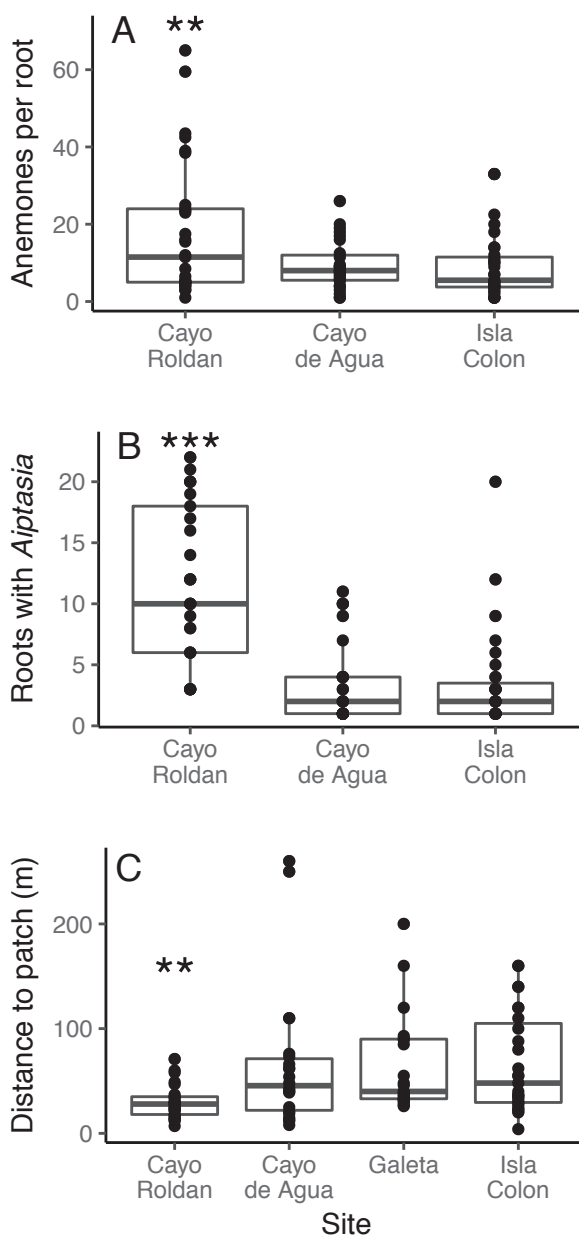 A
**
Anemones per root
60
40
20
0
Cayo Roldan
Cayo de Agua
Isla Colon
B
***
Roots with Aiptasia
20
15
10
5
0
Cayo Roldan
Cayo de Agua
Isla Colon
C
**
Distance to patch (m)
200
100
0
Cayo Roldan
Cayo de Agua
Galeta
Isla Colon
Site